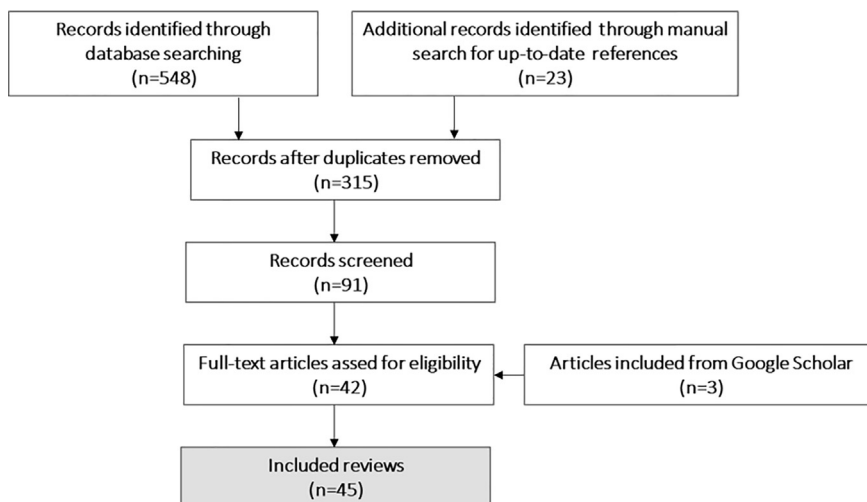 Records identified through
database searching
(n=548)
Additional records identified through manual
search for up-to-date references
(n=23)
Records after duplicates removed
(n=315)
Records screened
(n=91)
Full-text articles assed for eligibility
(n=42)
Articles included from Google Scholar
(n=3)
Included reviews
(n=45)